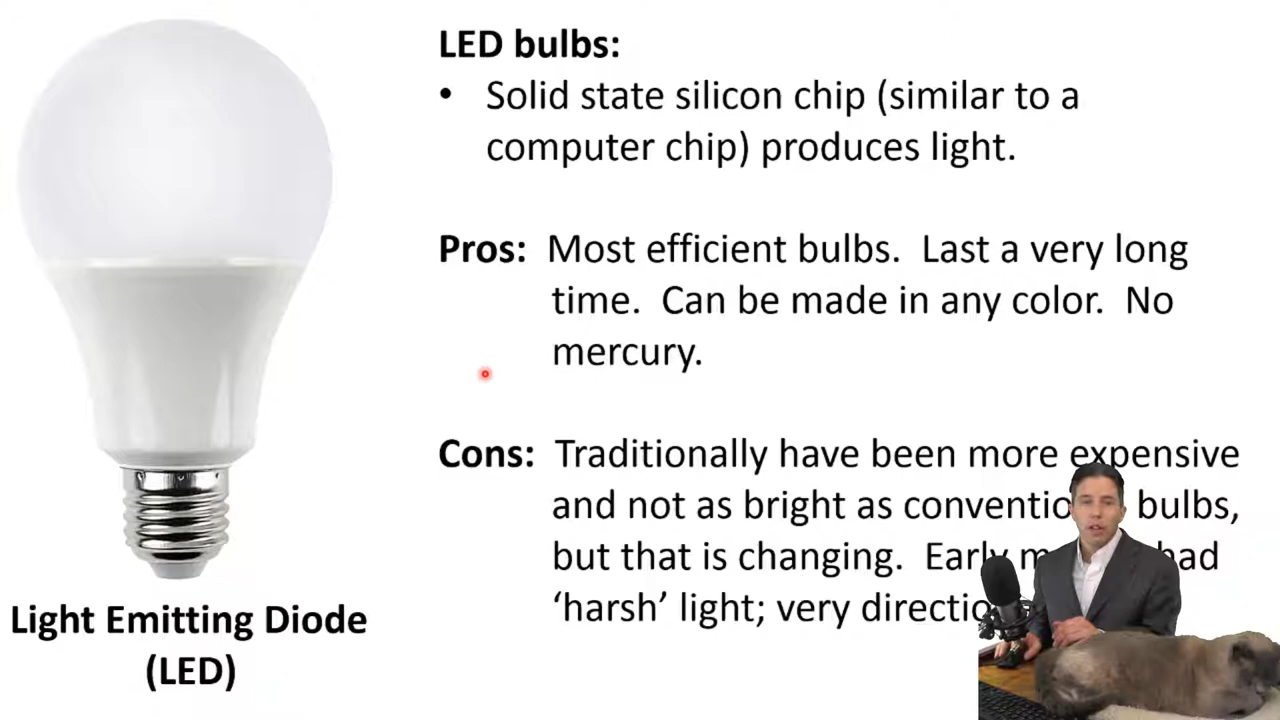 LED bulbs:
• Solid state silicon chip (similar to a
computer chip) produces light.
Pros: Most efficient bulbs. Last a very long
time. Can be made in any color. No
mercury.
Cons: Traditionally have been more expensive
and not as bright as bulbs,
but that is changing. Early had
‘harsh’ light; very
Light Emitting Diode
(LED)